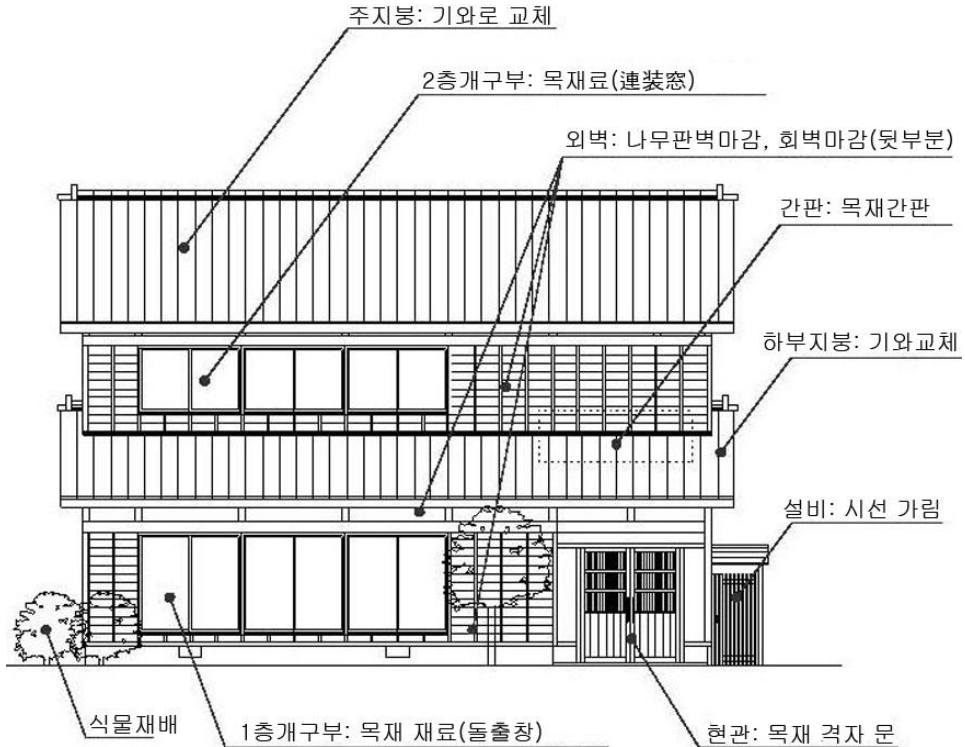 주지붕: 기와로 교체
2층개구부: 목재료(連装窓)
외벽: 나무판벽마감, 회벽마감(뒷부분)
간판: 목재간판
하부지붕: 기와교체
설비: 시선 가림
식물재배
1층개구부: 목재 재료(돌출창)
현관: 목재 격자 문